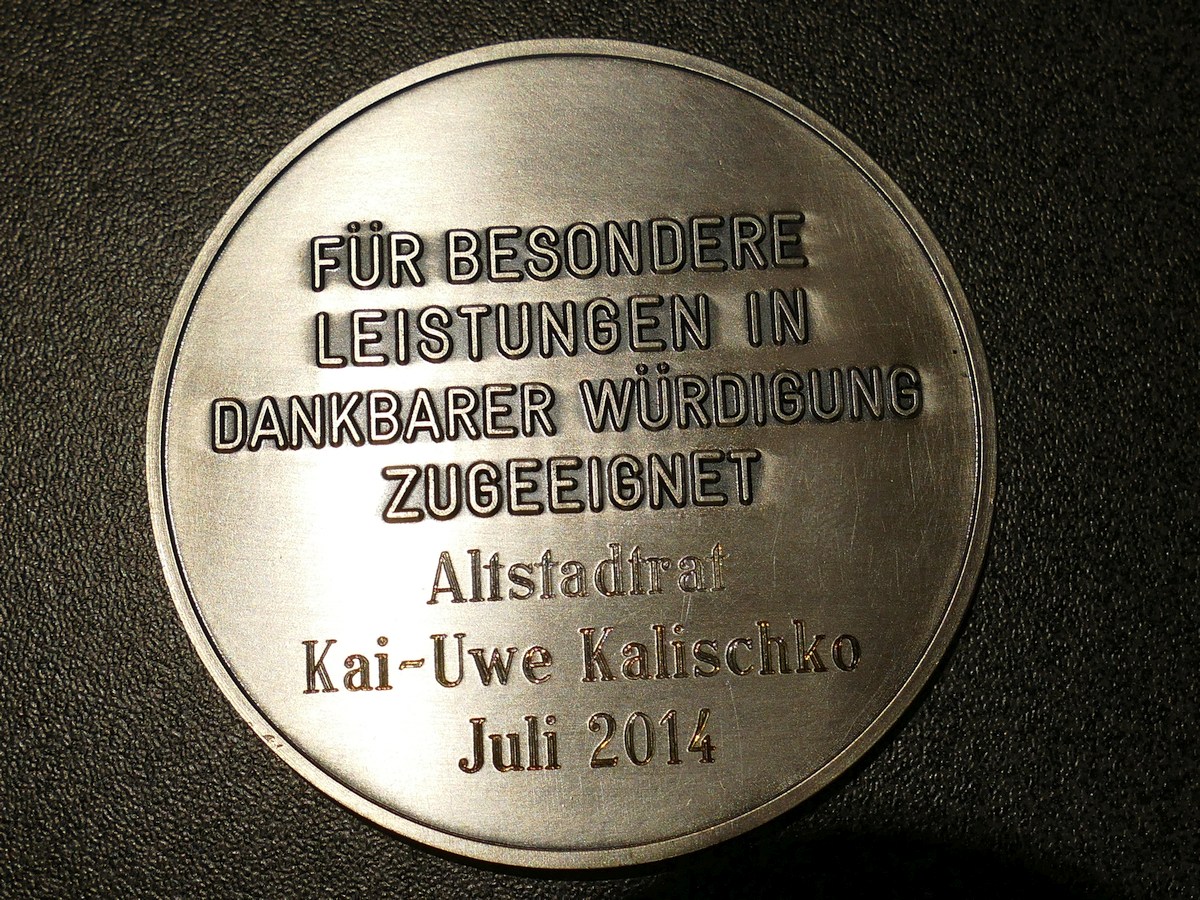 FÜR BESONDERE
LEISTUNGEN IN
DANKBARER WÜRDIGUNG
ZUGEEIGNET
Altstadtrat
Kai-Uwe Kalischko
Juli 2014